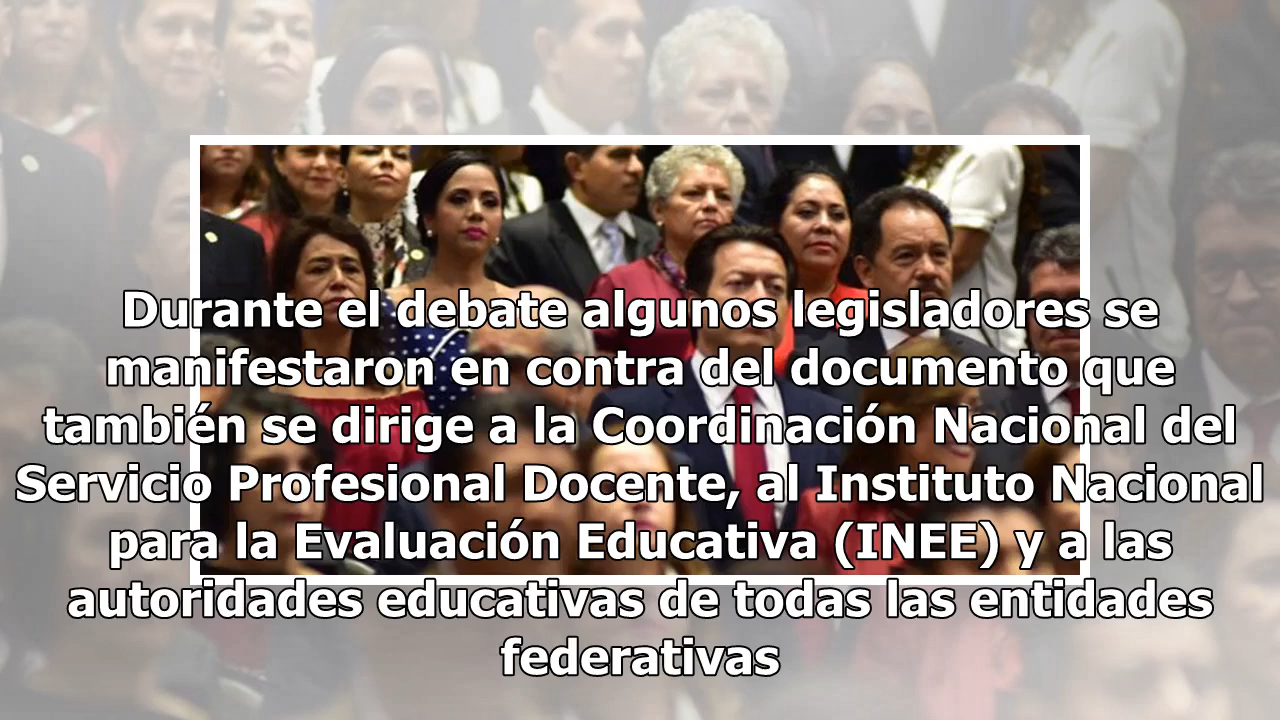 Durante el debate algunos legisladores se
manifestaron en contra del documento que
también se dirige a la Coordinación Nacional del
Servicio Profesional Docente, al Instituto Nacional
para la Evaluación Educativa (INEE) y a las
autoridades educativas de todas las entidades
federativas